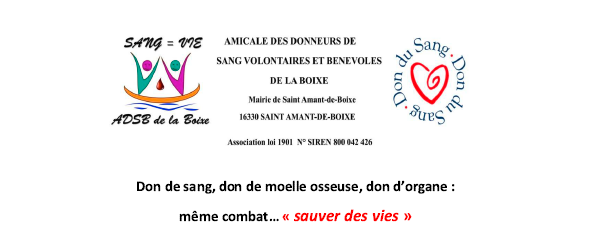 SANG = VIE
ADSB de la Boixe
AMICALE DES DONNEURS DE
SANG VOLONTAIRES ET BENEVOLES
DE LA BOIXE
Mairie de Saint Amant-de-Boixe
16330 SAINT AMANT-DE-BOIXE
Association loi 1901 N° SIREN 800 042 426
Don du Sang · Don du Sang ·
Don de sang, don de moelle osseuse, don d’organe :
même combat… « sauver des vies »